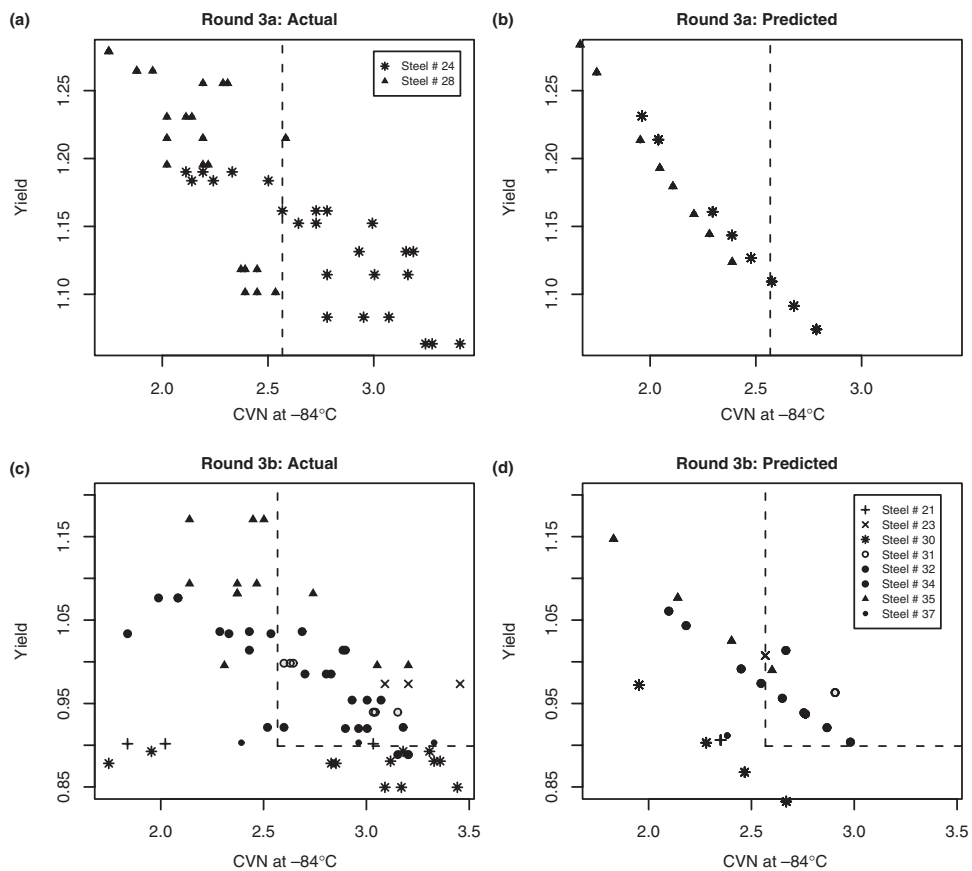 (a)
Round 3a: Actual
Steel # 24
Steel # 28
Yield
1.25
1.20
1.15
1.10
2.0 2.5 3.0
CVN at –84°C
(b)
Round 3a: Predicted
Yield
1.25
1.20
1.15
1.10
2.0 2.5 3.0
CVN at –84°C
(c)
Round 3b: Actual
Yield
1.15
1.05
0.95
0.85
2.0 2.5 3.0 3.5
CVN at –84°C
(d)
Round 3b: Predicted
Steel # 21
Steel # 23
Steel # 30
Steel # 31
Steel # 32
Steel # 34
Steel # 35
Steel # 37
Yield
1.15
1.05
0.95
0.85
2.0 2.5 3.0 3.5
CVN at –84°C